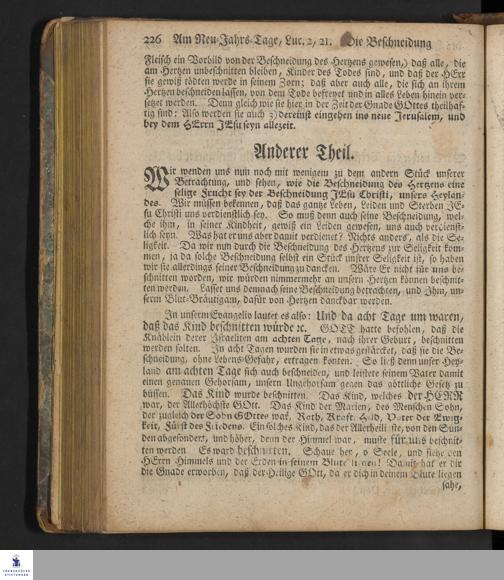 226 Am Neu-Jahrs-Tage, Luc. 2, 21. Die Beschneidung
Fleisch ein Vorbild von der Beschneidung des Hertzens gewesen,) daß alle, die
am Hertzen unbeschnitten bleiben, Kinder des Todes sind, und daß der HErr
sie gewiß tödten werde in seinem Zorn; daß aber auch alle, die sich an ihrem
Hertzen beschneiden lassen, von dem Tode befreyet und in alles Leben hinein ver-
setzet werden. Denn gleich wie sie hier in der Zeit der Gnade GOttes theilhaf-
tig sind: Also werden sie auch 3) dereinst eingehen ins neue Jerusalem, und
bey dem HErrn JEsu seyn allezeit.
Anderer Theil.
Wir wenden uns nun noch mit wenigem zu dem andern Stück unserer
Betrachtung, und sehen, wie die Beschneidung des Hertzens eine
selige Frucht sey der Beschneidung JEsu Christi, unsers Heylan-
des. Wir müssen bekennen, daß das gantze Leben, Leiden und Sterben JE-
su Christi uns verdienstlich sey. So muß denn auch seine Beschneidung, wel-
che ihm, in seiner Kindheit, gewiß ein Leiden gewesen, uns auch verdienst-
lich seyn. Was hat er uns aber damit verdienet? Nichts anders, als die Se-
ligkeit. Da wir nun durch die Beschneidung des Hertzens zur Seligkeit kom-
men, ja da solche Beschneidung selbst ein Stück unsrer Seligkeit ist, so haben
wir sie allerdings seiner Beschneidung zu dancken. Wäre Er nicht für uns be-
schnitten worden, wir würden nimmermehr an unsern Hertzen können beschnit-
ten werden. Lasset uns demnach seine Beschneidung betrachten, und Ihm, un-
serm Blut-Bräutigam, dafür von Hertzen danckbar werden.
In unserm Evangelio lautet es also: Und da acht Tage um waren,
daß das Kind beschnitten würde ꝛc. GOTT hatte befohlen, daß die
Knäblein derer Israeliten am achten Tage, nach ihrer Geburt, beschnitten
werden solten. In acht Tagen wurden sie in etwas gestärcket, daß sie die Be-
schneidung, ohne Lebens-Gefahr, ertragen konten. So ließ denn unser Hey-
land am achten Tage sich auch beschneiden, und leistete seinem Vater damit
einen genauen Gehorsam, unsern Ungehorsam gegen das göttliche Gesetz zu
büssen. Das Kind wurde beschnitten. Das Kind, welches der HERR
war, der Allerhöchste GOtt. Das Kind der Marien, des Menschen Sohn,
der zugleich der Sohn GOttes war, Rath, Kraft, Held, Vater der Ewig-
keit, Fürst des Friedens. Ein solches Kind, das der Allerheiligste, von den Sün-
den abgesondert, und höher, denn der Himmel war, muste für uns beschnit-
ten werden. Es ward beschnitten. Schaue her, o Seele, und siehe den
HErrn Himmels und der Erden in seinem Blute liegen! Damit hat er dir
die Gnade erworben, daß der Heilige GOtt, da er dich in deinem Blute liegen
sahe,